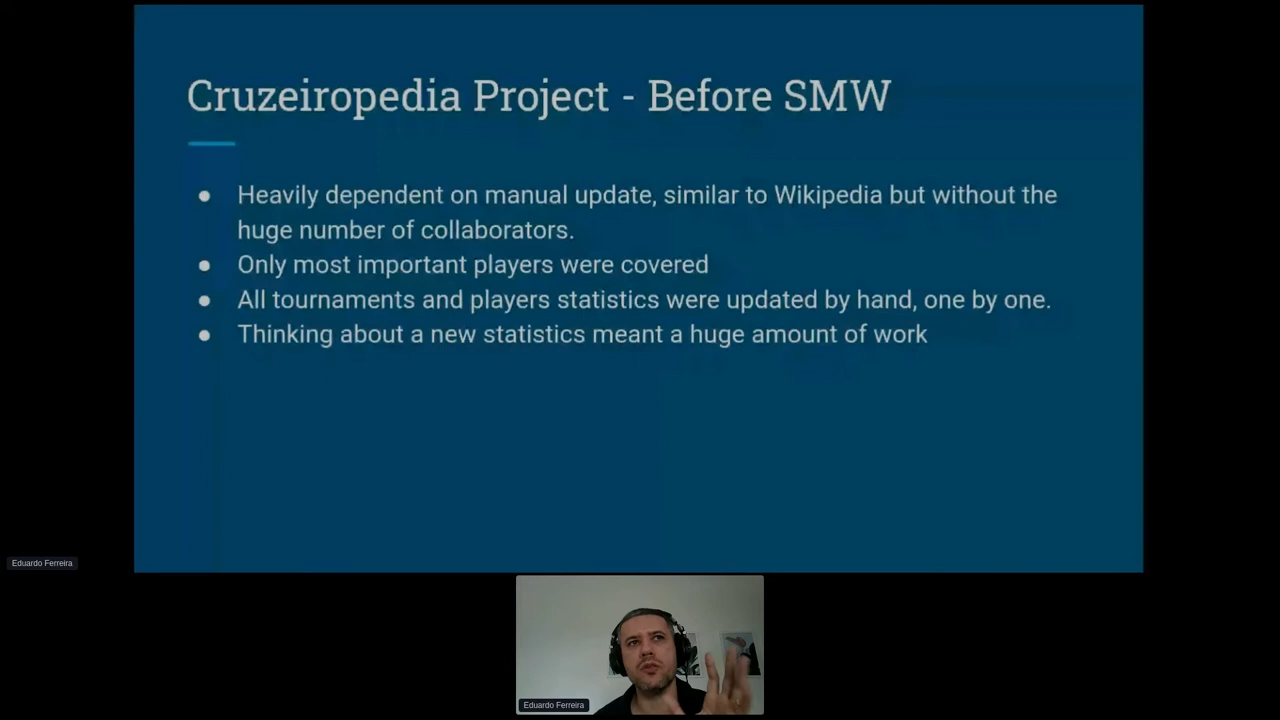 Cruzeiropedia Project - Before SMW
● Heavily dependent on manual update, similar to Wikipedia but without the
huge number of collaborators.
● Only most important players were covered
● All tournaments and players statistics were updated by hand, one by one.
● Thinking about a new statistics meant a huge amount of work
Eduardo Ferreira
Eduardo Ferreira